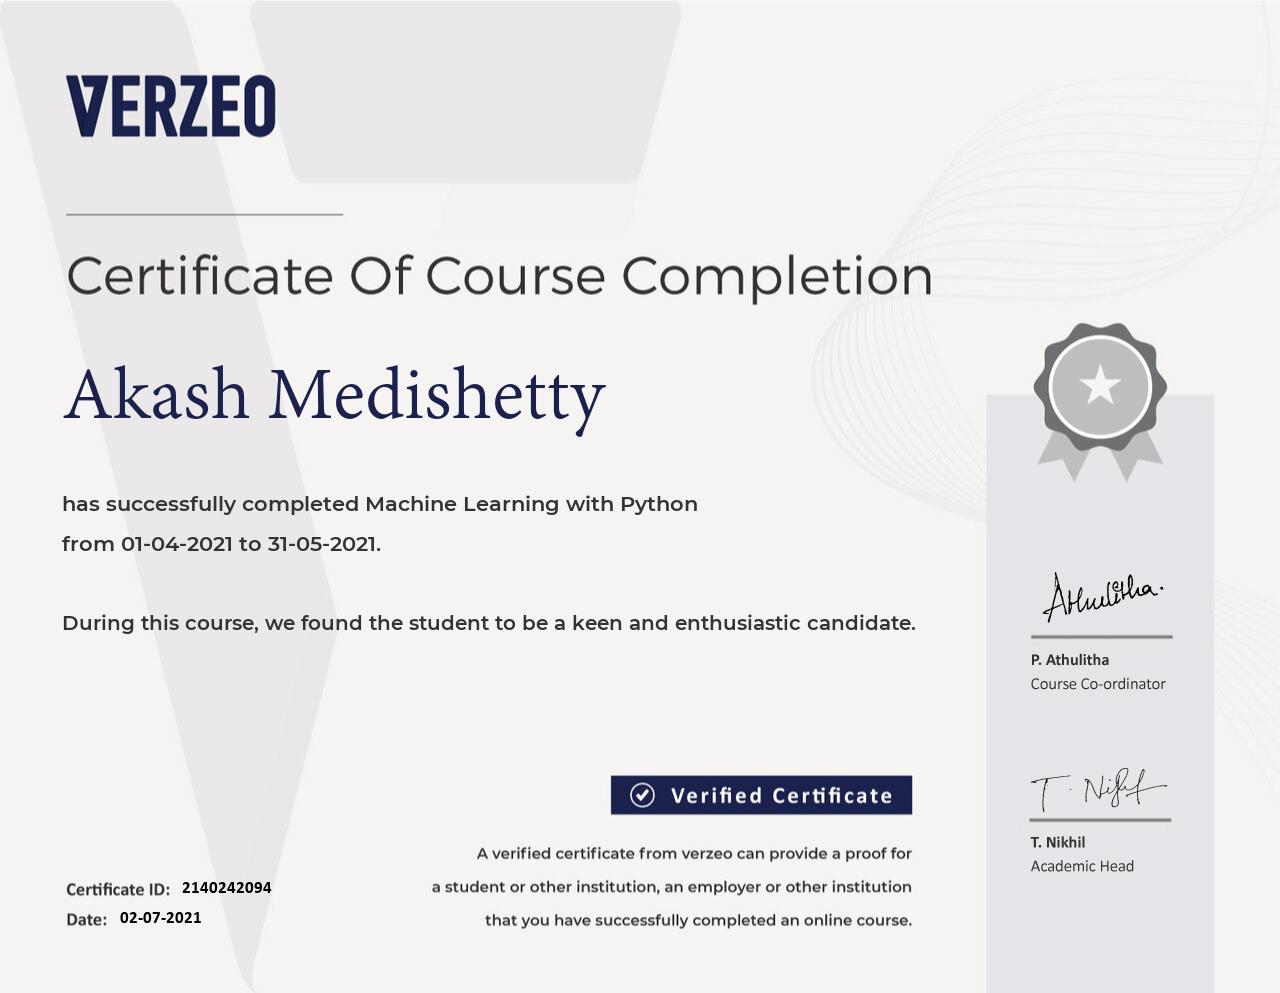 VERZEO
Certificate Of Course Completion
Akash Medishetty
has successfully completed Machine Learning with Python
from 01-04-2021 to 31-05-2021.
During this course, we found the student to be a keen and enthusiastic candidate.
Athulitha.
P. Athulitha
Course Co-ordinator
T. Nikhil
T. Nikhil
Academic Head
Verified Certificate
A verified certificate from verzeo can provide a proof for
a student or other institution, an employer or other institution
that you have successfully completed an online course.
Certificate ID: 2140242094
Date: 02-07-2021